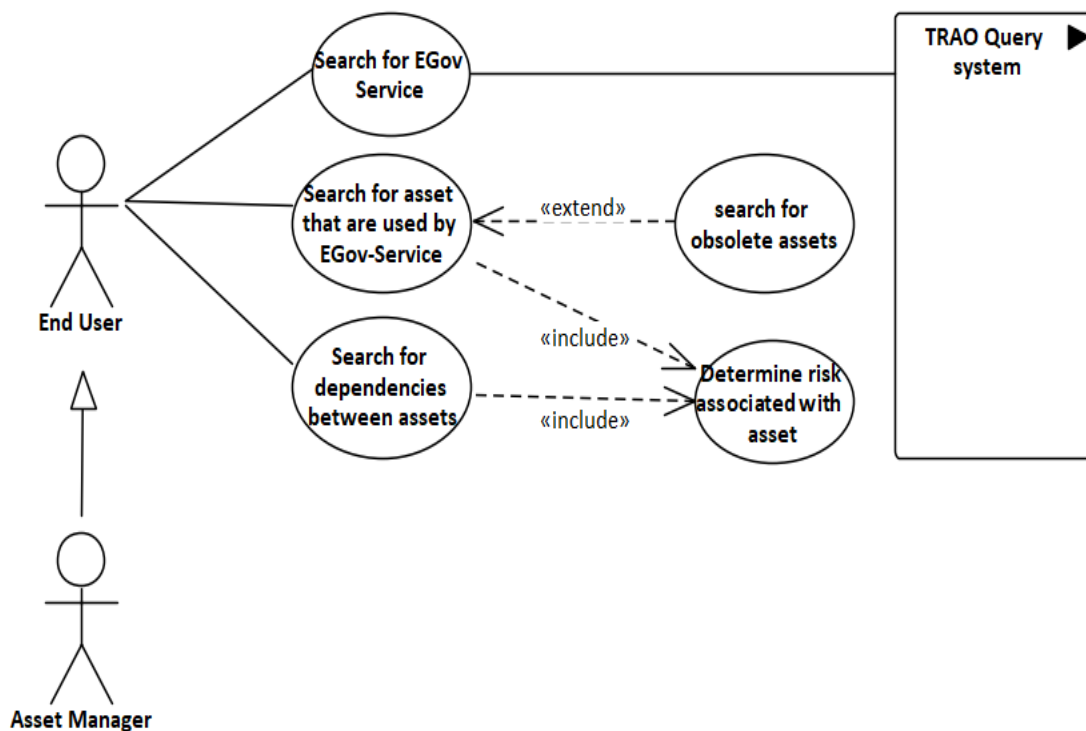 Search for EGov
Service
TRAO Query
system
Search for asset
that are used by
EGov-Service
«extend»
search for
obsolete assets
End User
«include»
Search for
dependencies
between assets
«include»
Determine risk
associated with
asset
Asset Manager